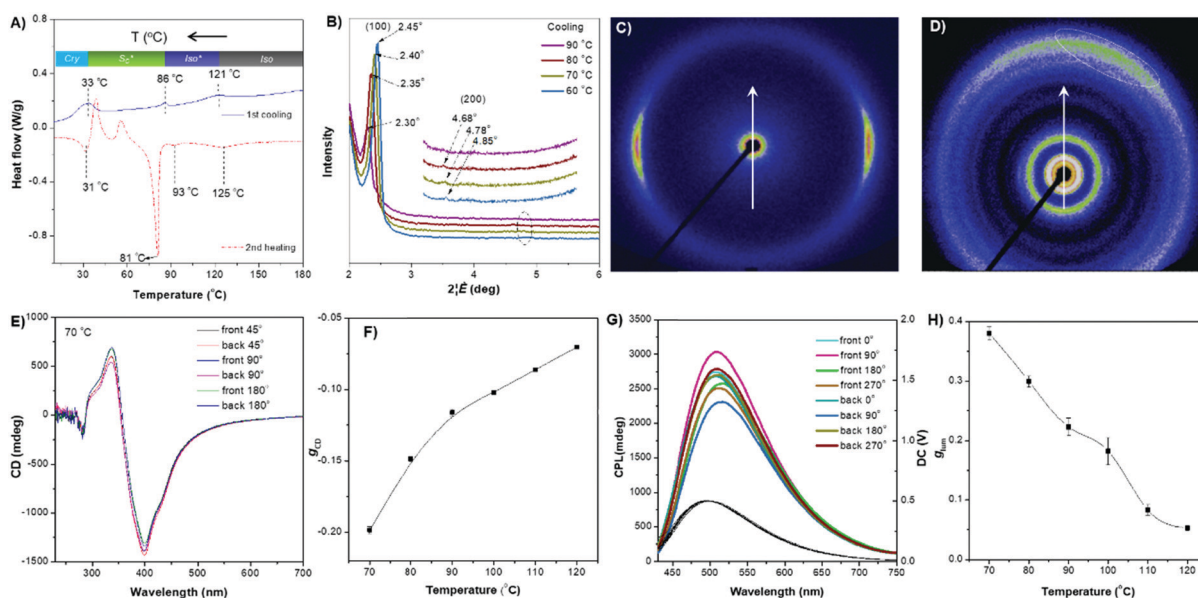 A)
T (°C)
Cry
S_C*
Iso*
Iso
33 °C
86 °C
121 °C
1st cooling
31 °C
93 °C
125 °C
81 °C
2nd heating
Heat flow (W/g)
0.8
0.4
0.0
-0.4
-0.8
30 60 90 120 150 180
Temperature (°C)
B)
(100)
2.45°
2.40°
2.35°
2.30°
Cooling
90 °C
80 °C
70 °C
60 °C
(200)
4.68°
4.78°
4.85°
Intensity
2 3 4 5 6
2¦È (deg)
C)
D)
E)
70 °C
front 45°
back 45°
front 90°
back 90°
front 180°
back 180°
CD (mdeg)
1000
500
0
-500
-1000
-1500
300 400 500 600 700
Wavelength (nm)
F)
g_CD
-0.05
-0.10
-0.15
-0.20
70 80 90 100 110 120
Temperature (°C)
G)
front 0°
front 90°
front 180°
front 270°
back 0°
back 90°
back 180°
back 270°
CPL(mdeg)
3500
3000
2500
2000
1500
1000
500
0
2.0
1.5
1.0
0.5
0.0
DC (V)
450 500 550 600 650 700 750
Wavelength (nm)
H)
g_lum
0.4
0.3
0.2
0.1
0.0
70 80 90 100 110 120
Temperature (°C)